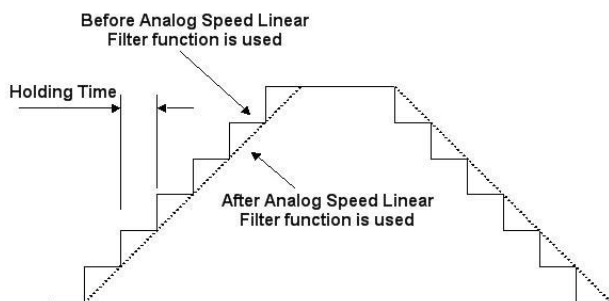 Before Analog Speed Linear
Filter function is used
Holding Time
After Analog Speed Linear
Filter function is used